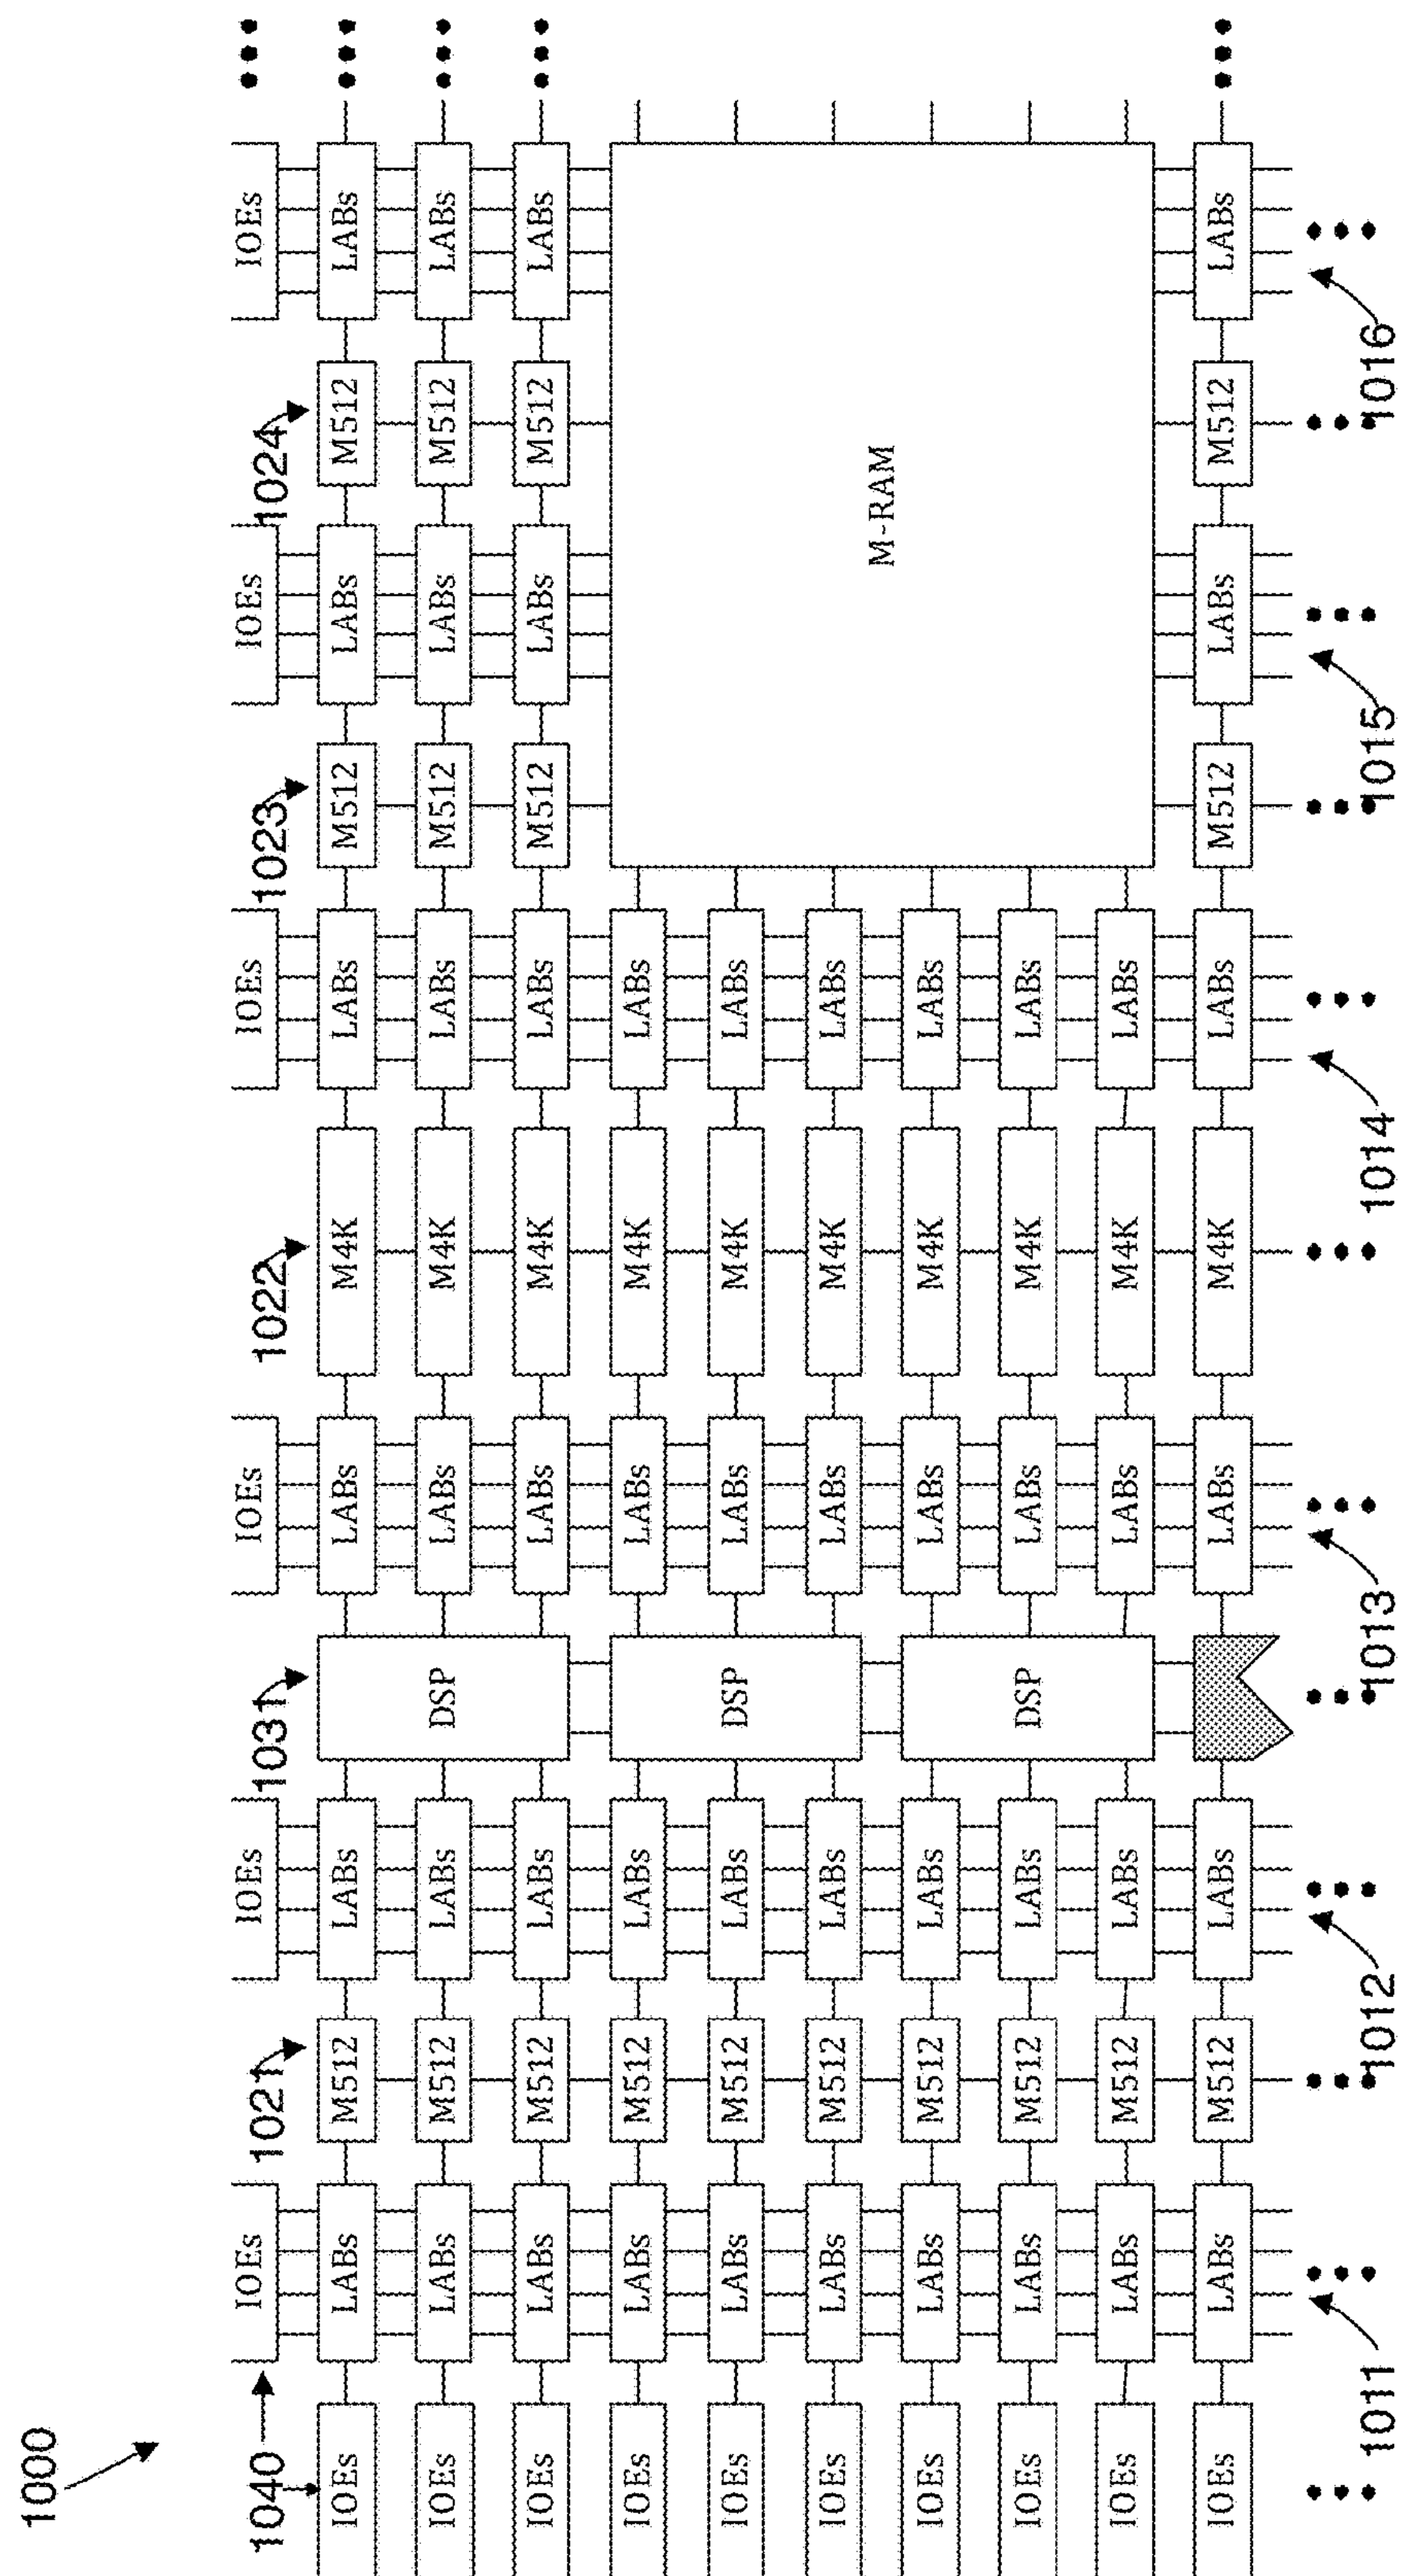 1000
IOEs IOEs IOEs IOEs IOEs IOEs
1040 1021 1031 1022 1023 1024
IOEs LABs M512 LABs LABs M4K LABs M512 LABs M512 LABs
IOEs LABs M512 LABs DSP LABs M4K LABs M512 LABs M512 LABs
IOEs LABs M512 LABs LABs M4K LABs M512 LABs M512 LABs
IOEs LABs M512 LABs LABs M4K LABs
IOEs LABs M512 LABs DSP LABs M4K LABs
IOEs LABs M512 LABs LABs M4K LABs
M-RAM
IOEs LABs M512 LABs LABs M4K LABs
IOEs LABs M512 LABs DSP LABs M4K LABs
IOEs LABs M512 LABs LABs M4K LABs
IOEs LABs M512 LABs LABs M4K LABs M512 LABs M512 LABs
1011 1012 1013 1014 1015 1016